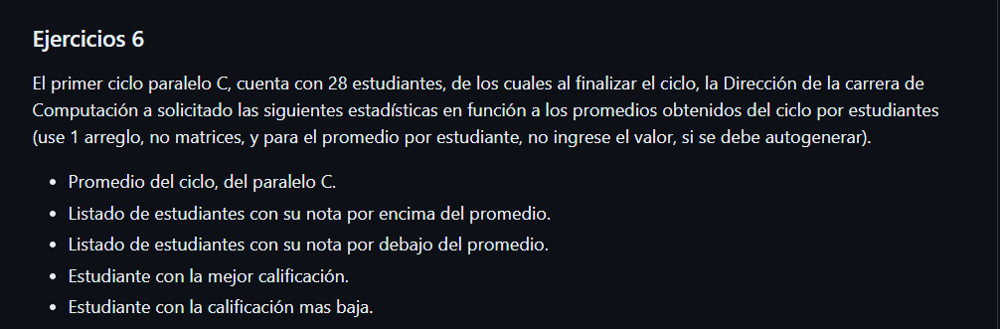 Ejercicios 6
El primer ciclo paralelo C, cuenta con 28 estudiantes, de los cuales al finalizar el ciclo, la Dirección de la carrera de
Computación a solicitado las siguientes estadísticas en función a los promedios obtenidos del ciclo por estudiantes
(use 1 arreglo, no matrices, y para el promedio por estudiante, no ingrese el valor, si se debe autogenerar).
• Promedio del ciclo, del paralelo C.
• Listado de estudiantes con su nota por encima del promedio.
• Listado de estudiantes con su nota por debajo del promedio.
• Estudiante con la mejor calificación.
• Estudiante con la calificación mas baja.